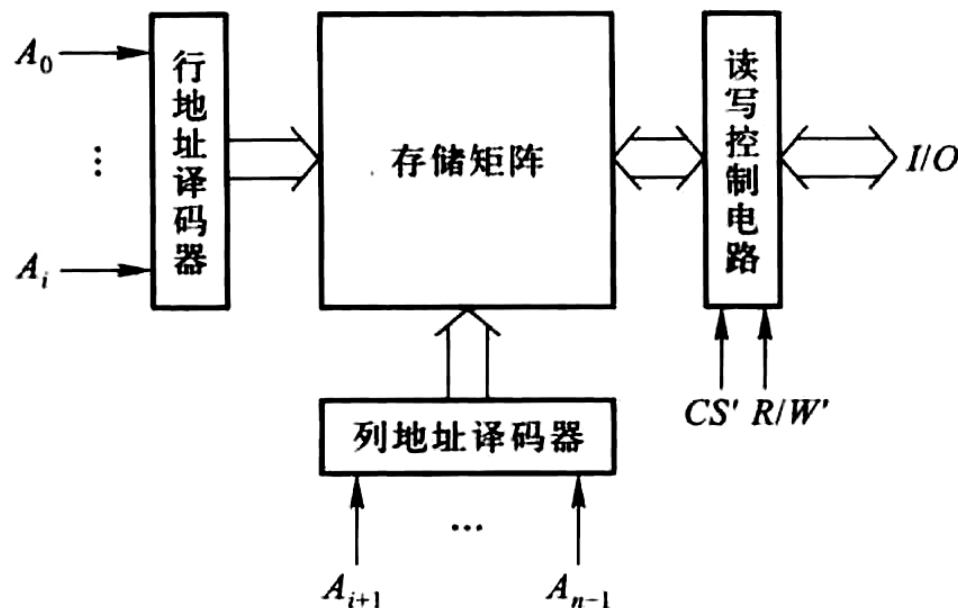 A₀
⋮
Aᵢ
行地址译码器
存储矩阵
读写控制电路
I/O
CS' R/W'
列地址译码器
...
Aᵢ₊₁
Aₙ₋₁